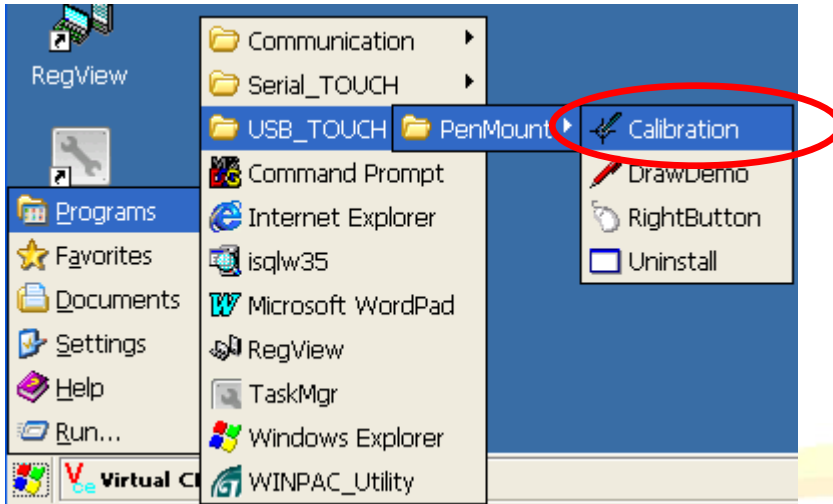 RegView
Programs
Favorites
Documents
Settings
Help
Run...
Virtual
Communication
Serial_TOUCH
USB_TOUCH
Command Prompt
Internet Explorer
isqlw35
Microsoft WordPad
RegView
TaskMgr
Windows Explorer
WINPAC_Utility
PenMount
Calibration
DrawDemo
RightButton
Uninstall